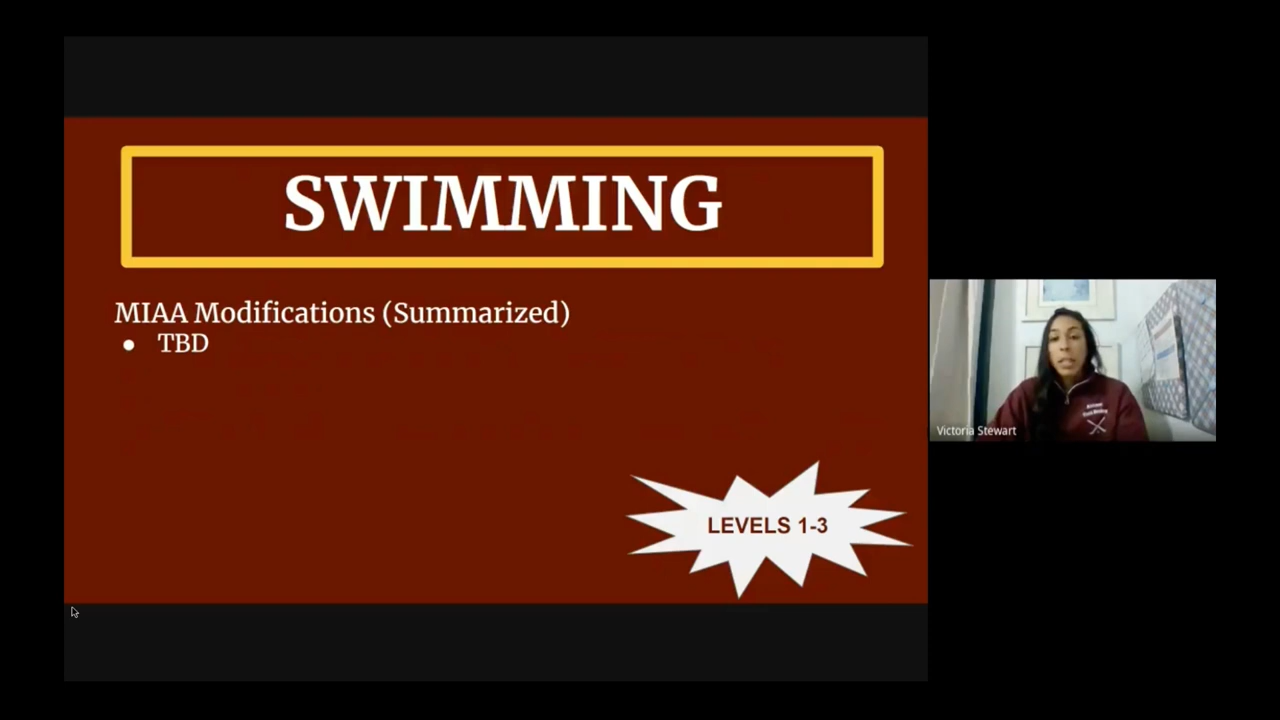 SWIMMING
MIAA Modifications (Summarized)
● TBD
LEVELS 1-3
Victoria Stewart